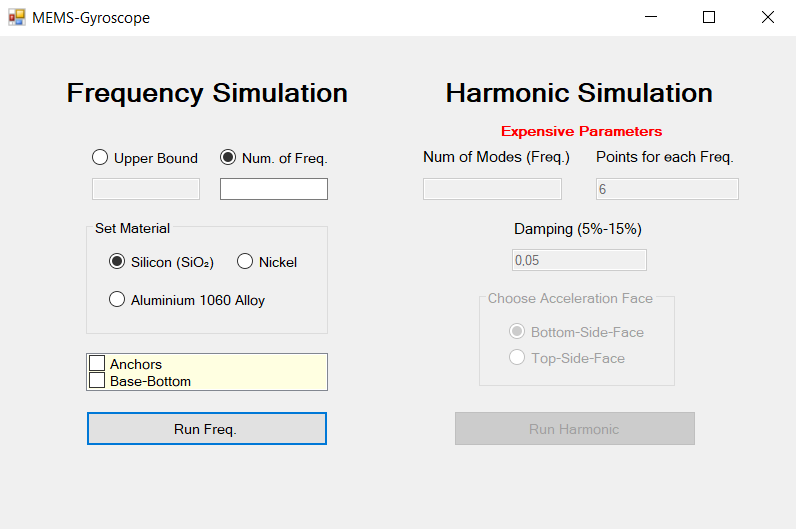 MEMS-Gyroscope
Frequency Simulation
Upper Bound
Num. of Freq.
Set Material
Silicon (SiO₂)
Nickel
Aluminium 1060 Alloy
Anchors
Base-Bottom
Run Freq.
Harmonic Simulation
Expensive Parameters
Num of Modes (Freq.)
Points for each Freq.
6
Damping (5%-15%)
0,05
Choose Acceleration Face
Bottom-Side-Face
Top-Side-Face
Run Harmonic